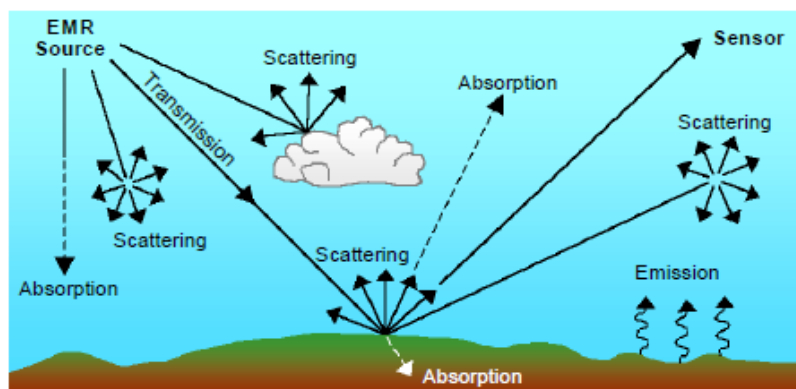 EMR
Source
Scattering
Sensor
Absorption
Transmission
Scattering
Scattering
Scattering
Emission
Absorption
Absorption